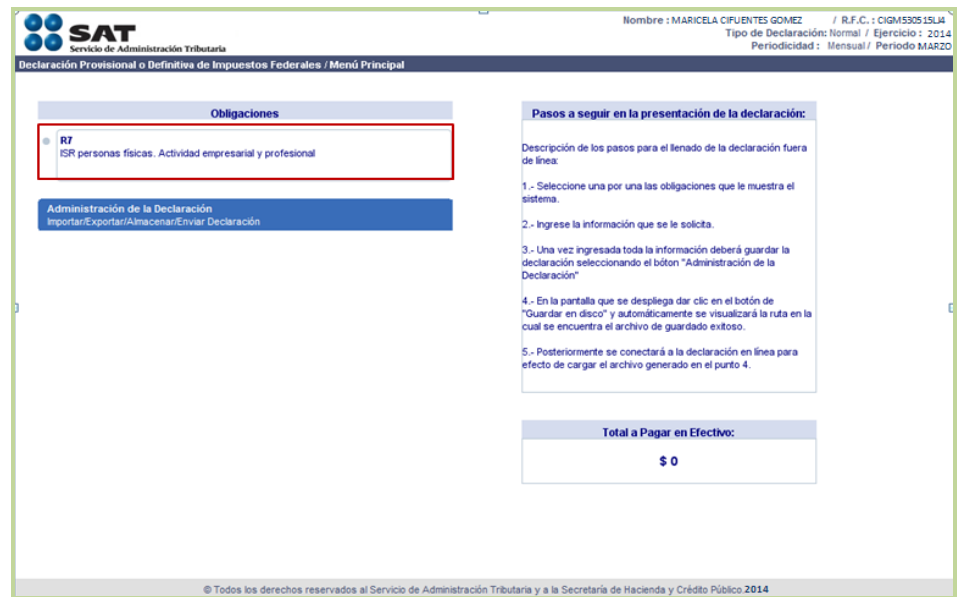 SAT
Servicio de Administración Tributaria
Nombre : MARICELA CIFUENTES GOMEZ / R.F.C. : CIGM530515LJ4
Tipo de Declaración: Normal / Ejercicio : 2014
Periodicidad : Mensual / Periodo MARZO
Declaración Provisional o Definitiva de Impuestos Federales / Menú Principal
Obligaciones
R7
ISR personas físicas. Actividad empresarial y profesional
Administración de la Declaración
Importar/Exportar/Almacenar/Enviar Declaración
Pasos a seguir en la presentación de la declaración:
Descripción de los pasos para el llenado de la declaración fuera
de línea:
1.- Seleccione una por una las obligaciones que le muestra el
sistema.
2.- Ingrese la información que se le solicita.
3.- Una vez ingresada toda la información deberá guardar la
declaración seleccionando el bóton "Administración de la
Declaración"
4.- En la pantalla que se despliega dar clic en el botón de
"Guardar en disco" y automáticamente se visualizará la ruta en la
cual se encuentra el archivo de guardado exitoso.
5.- Posteriormente se conectará a la declaración en línea para
efecto de cargar el archivo generado en el punto 4.
Total a Pagar en Efectivo:
$ 0
© Todos los derechos reservados al Servicio de Administración Tributaria y a la Secretaría de Hacienda y Crédito Público.2014